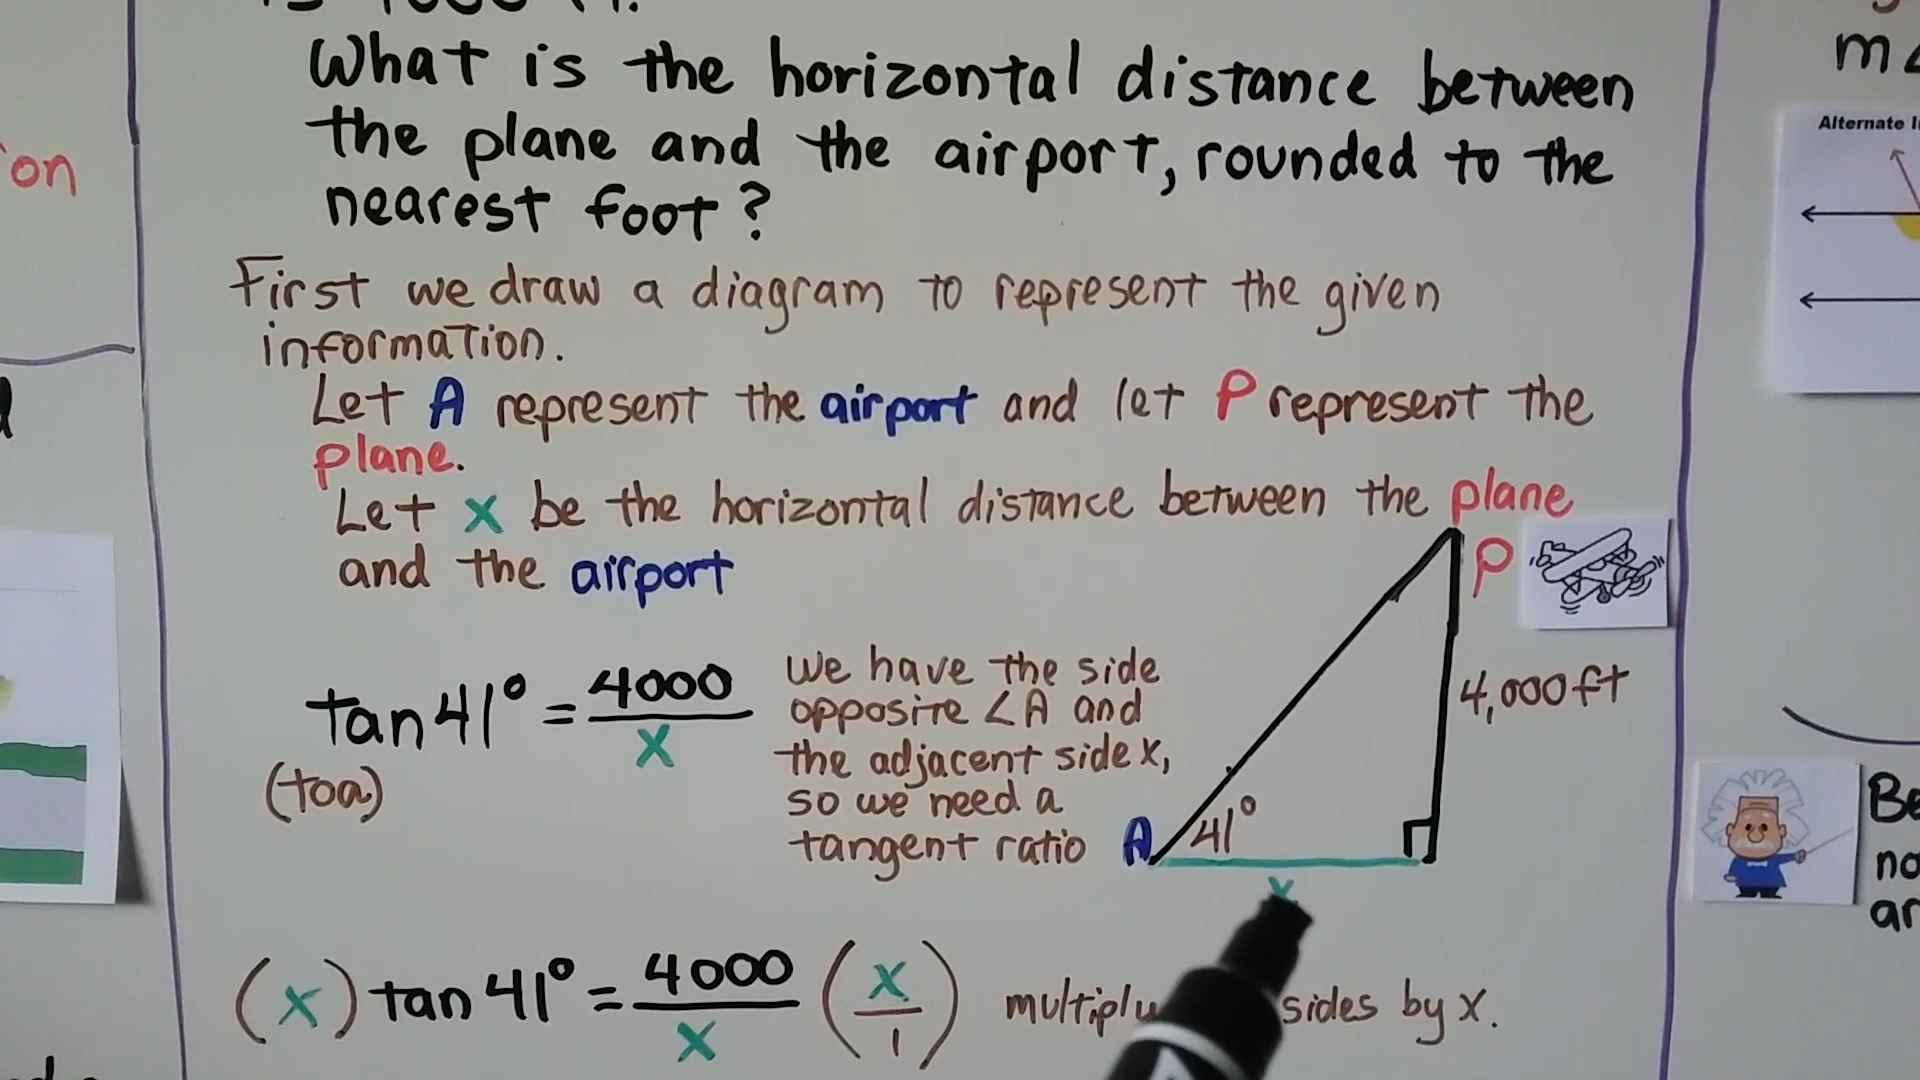 What is the horizontal distance between
the plane and the airport, rounded to the
nearest foot?
First we draw a diagram to represent the given
information.
Let A represent the airport and let P represent the
plane.
Let x be the horizontal distance between the plane
and the airport
P
tan 41° = 4000/x
(toa)
We have the side
opposite ∠A and
the adjacent side x,
so we need a
tangent ratio
4,000 ft
A
41°
x
(x) tan 41° = 4000/x (x/1)
sides by x.
on
m∠
Alternate